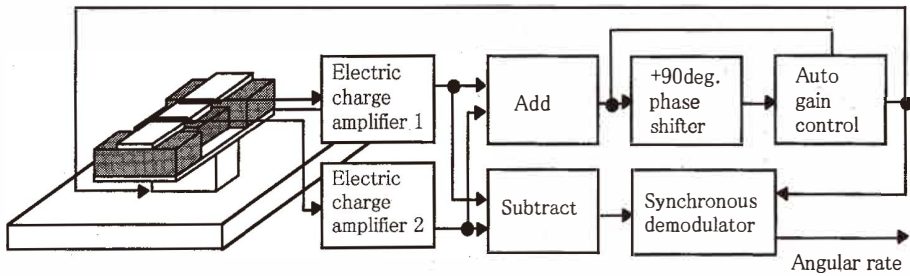 Electric
charge
amplifier 1
Add
+90deg.
phase
shifter
Auto
gain
control
Electric
charge
amplifier 2
Subtract
Synchronous
demodulator
Angular rate